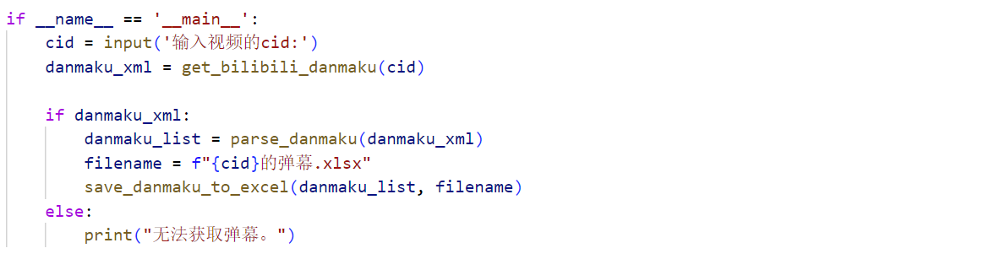 if __name__ == '__main__':
    cid = input('输入视频的cid:')
    danmaku_xml = get_bilibili_danmaku(cid)

    if danmaku_xml:
        danmaku_list = parse_danmaku(danmaku_xml)
        filename = f"{cid}的弹幕.xlsx"
        save_danmaku_to_excel(danmaku_list, filename)
    else:
        print("无法获取弹幕。")